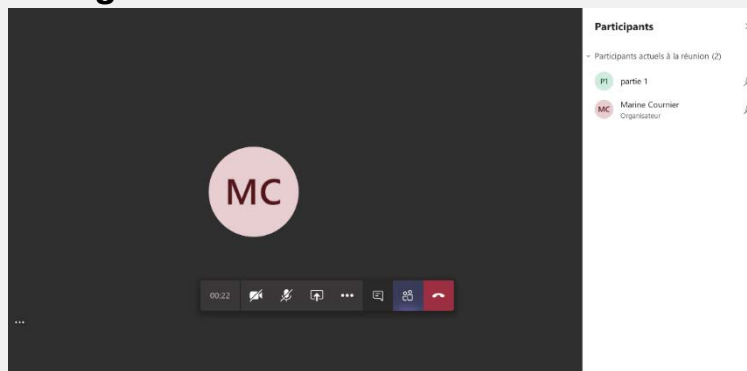 Participants
Participants actuels à la réunion (2)
P1 partie 1
MC Marine Cournier
Organisateur
MC
00:22